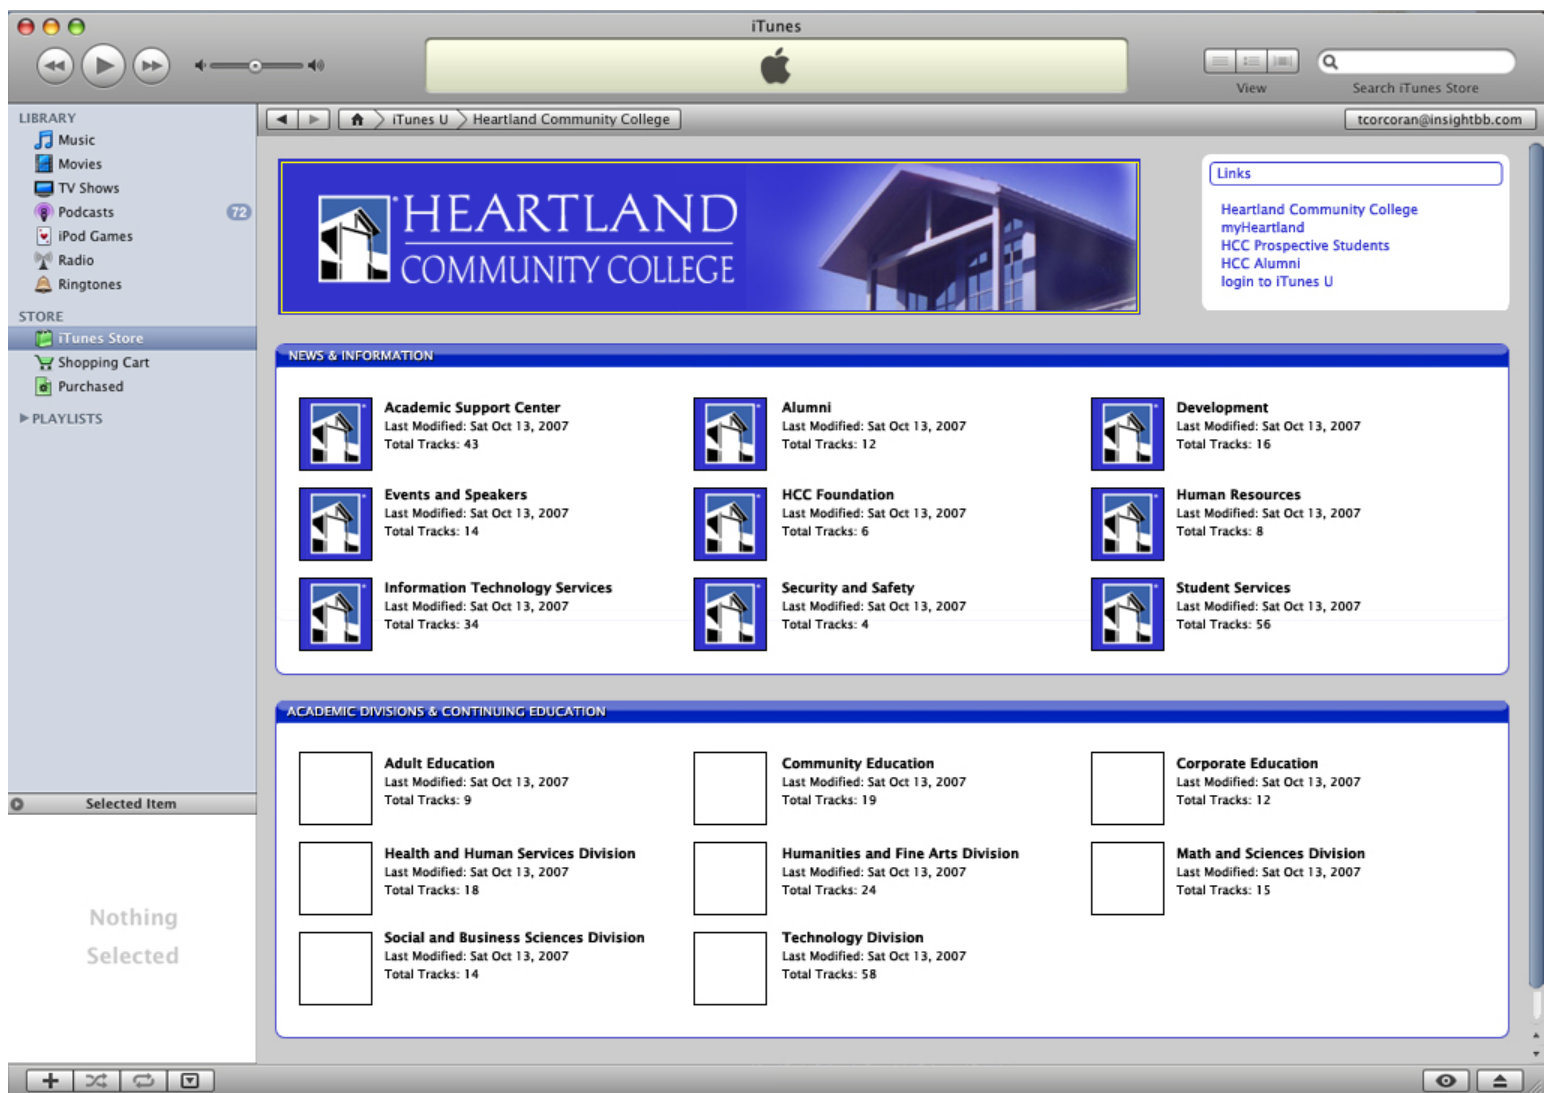 iTunes
View
Search iTunes Store
LIBRARY
Music
Movies
TV Shows
Podcasts 72
iPod Games
Radio
Ringtones
STORE
iTunes Store
Shopping Cart
Purchased
PLAYLISTS
Selected Item
Nothing
Selected
iTunes U Heartland Community College
tcorcoran@insightbb.com
HEARTLAND
COMMUNITY COLLEGE
Links
Heartland Community College
myHeartland
HCC Prospective Students
HCC Alumni
login to iTunes U
NEWS & INFORMATION
Academic Support Center
Last Modified: Sat Oct 13, 2007
Total Tracks: 43
Alumni
Last Modified: Sat Oct 13, 2007
Total Tracks: 12
Development
Last Modified: Sat Oct 13, 2007
Total Tracks: 16
Events and Speakers
Last Modified: Sat Oct 13, 2007
Total Tracks: 14
HCC Foundation
Last Modified: Sat Oct 13, 2007
Total Tracks: 6
Human Resources
Last Modified: Sat Oct 13, 2007
Total Tracks: 8
Information Technology Services
Last Modified: Sat Oct 13, 2007
Total Tracks: 34
Security and Safety
Last Modified: Sat Oct 13, 2007
Total Tracks: 4
Student Services
Last Modified: Sat Oct 13, 2007
Total Tracks: 56
ACADEMIC DIVISIONS & CONTINUING EDUCATION
Adult Education
Last Modified: Sat Oct 13, 2007
Total Tracks: 9
Community Education
Last Modified: Sat Oct 13, 2007
Total Tracks: 19
Corporate Education
Last Modified: Sat Oct 13, 2007
Total Tracks: 12
Health and Human Services Division
Last Modified: Sat Oct 13, 2007
Total Tracks: 18
Humanities and Fine Arts Division
Last Modified: Sat Oct 13, 2007
Total Tracks: 24
Math and Sciences Division
Last Modified: Sat Oct 13, 2007
Total Tracks: 15
Social and Business Sciences Division
Last Modified: Sat Oct 13, 2007
Total Tracks: 14
Technology Division
Last Modified: Sat Oct 13, 2007
Total Tracks: 58